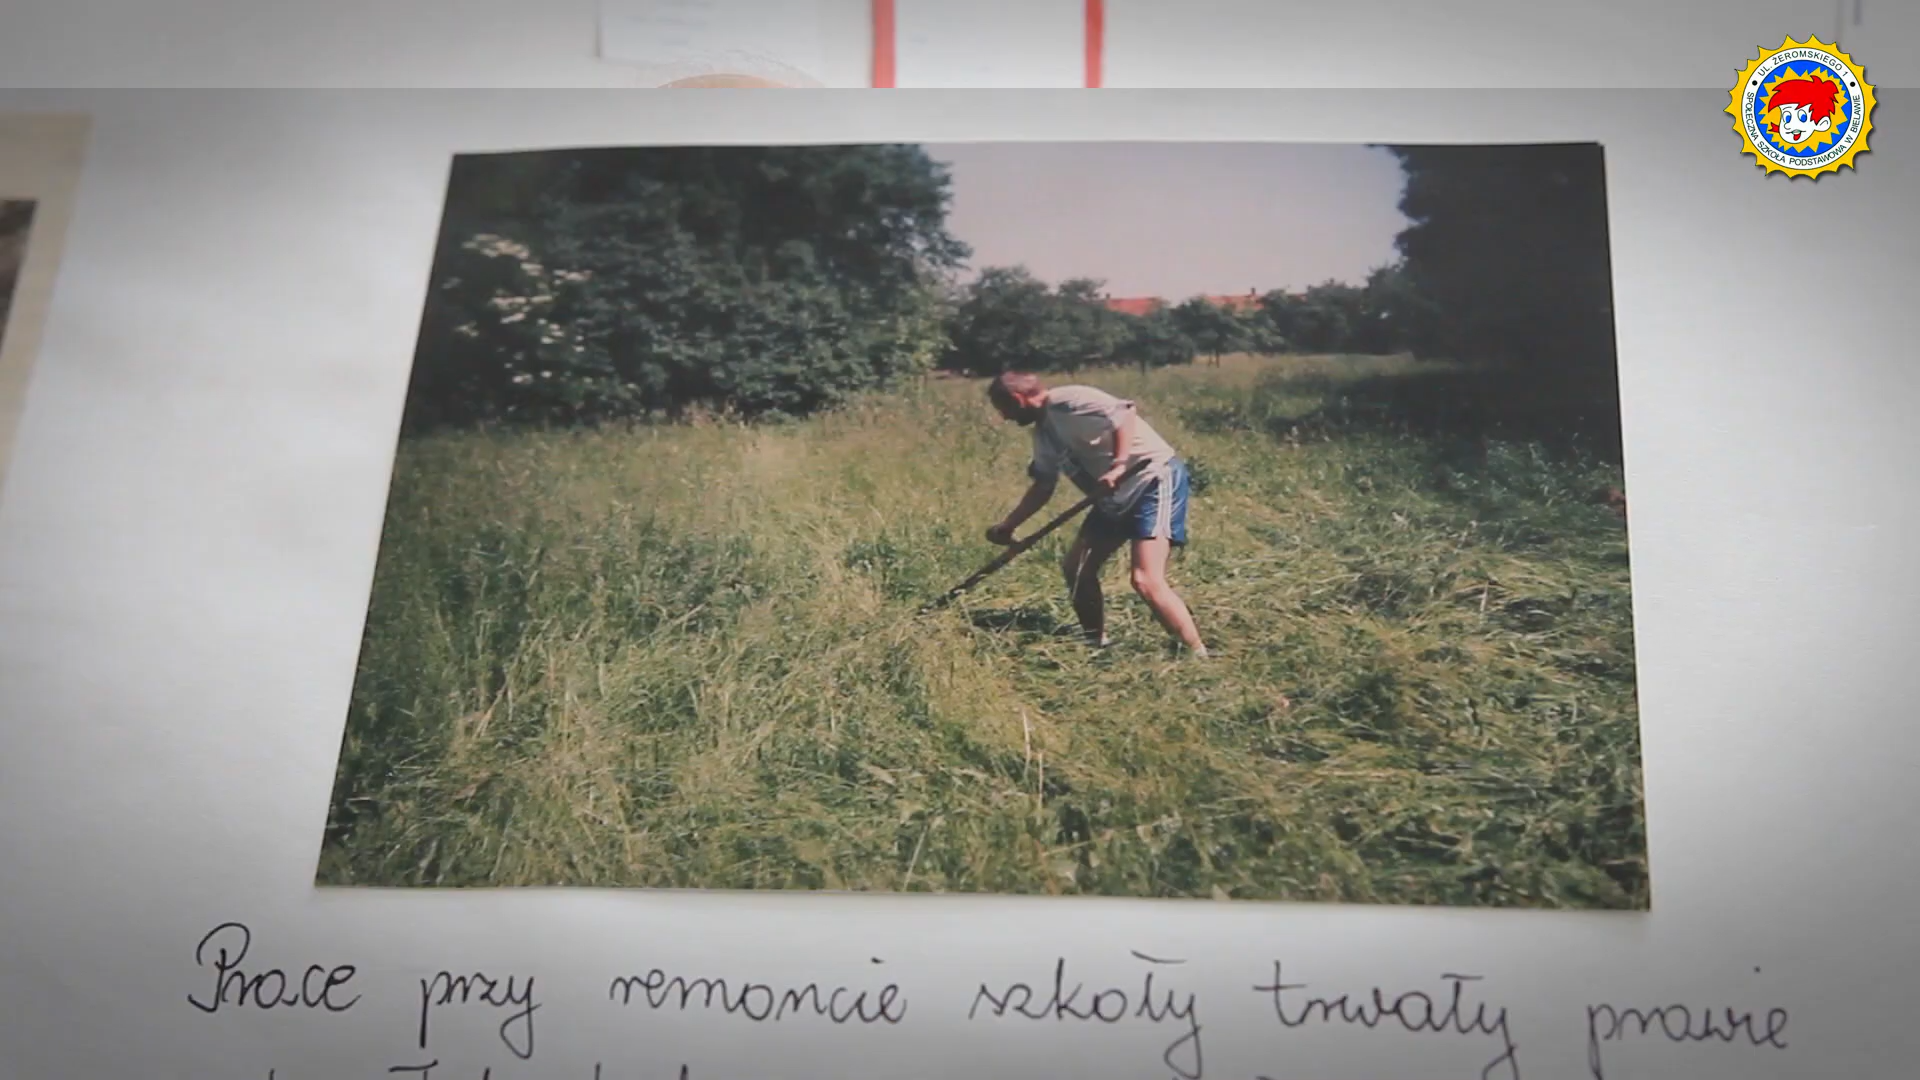 UL. ŻEROMSKIEGO 1
SPOŁECZNA SZKOŁA PODSTAWOWA W BIELAWIE
Prace przy remoncie szkoły trwały prawie